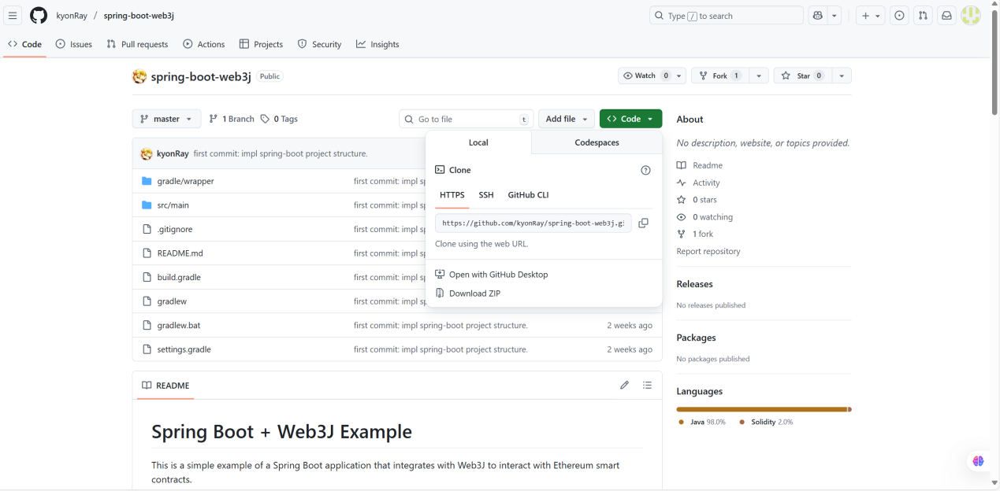 kyonRay / spring-boot-web3j
Type / to search
Code Issues Pull requests Actions Projects Security Insights
spring-boot-web3j Public
Watch 0 Fork 1 Star 0
master 1 Branch 0 Tags
Go to file t Add file Code
kyonRay first commit: impl spring-boot project structure.
gradle/wrapper first commit: impl sp
src/main first commit: impl sp
.gitignore first commit: impl sp
README.md first commit: impl sp
build.gradle first commit: impl sp
gradlew first commit: impl sp
gradlew.bat first commit: impl spring-boot project structure. 2 weeks ago
settings.gradle first commit: impl spring-boot project structure. 2 weeks ago
Local Codespaces
Clone ?
HTTPS SSH GitHub CLI
https://github.com/kyonRay/spring-boot-web3j.gi
Clone using the web URL.
Open with GitHub Desktop
Download ZIP
README
Spring Boot + Web3J Example
This is a simple example of a Spring Boot application that integrates with Web3J to interact with Ethereum smart
contracts.
About
No description, website, or topics provided.
Readme
Activity
0 stars
0 watching
1 fork
Report repository
Releases
No releases published
Packages
No packages published
Languages
Java 98.0% Solidity 2.0%